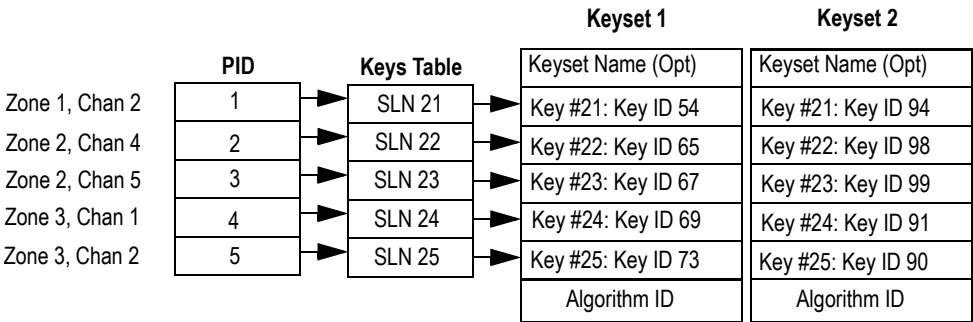 Keyset 1 Keyset 2
PID Keys Table Keyset Name (Opt) Keyset Name (Opt)
Zone 1, Chan 2 1 SLN 21 Key #21: Key ID 54 Key #21: Key ID 94
Zone 2, Chan 4 2 SLN 22 Key #22: Key ID 65 Key #22: Key ID 98
Zone 2, Chan 5 3 SLN 23 Key #23: Key ID 67 Key #23: Key ID 99
Zone 3, Chan 1 4 SLN 24 Key #24: Key ID 69 Key #24: Key ID 91
Zone 3, Chan 2 5 SLN 25 Key #25: Key ID 73 Key #25: Key ID 90
Algorithm ID Algorithm ID